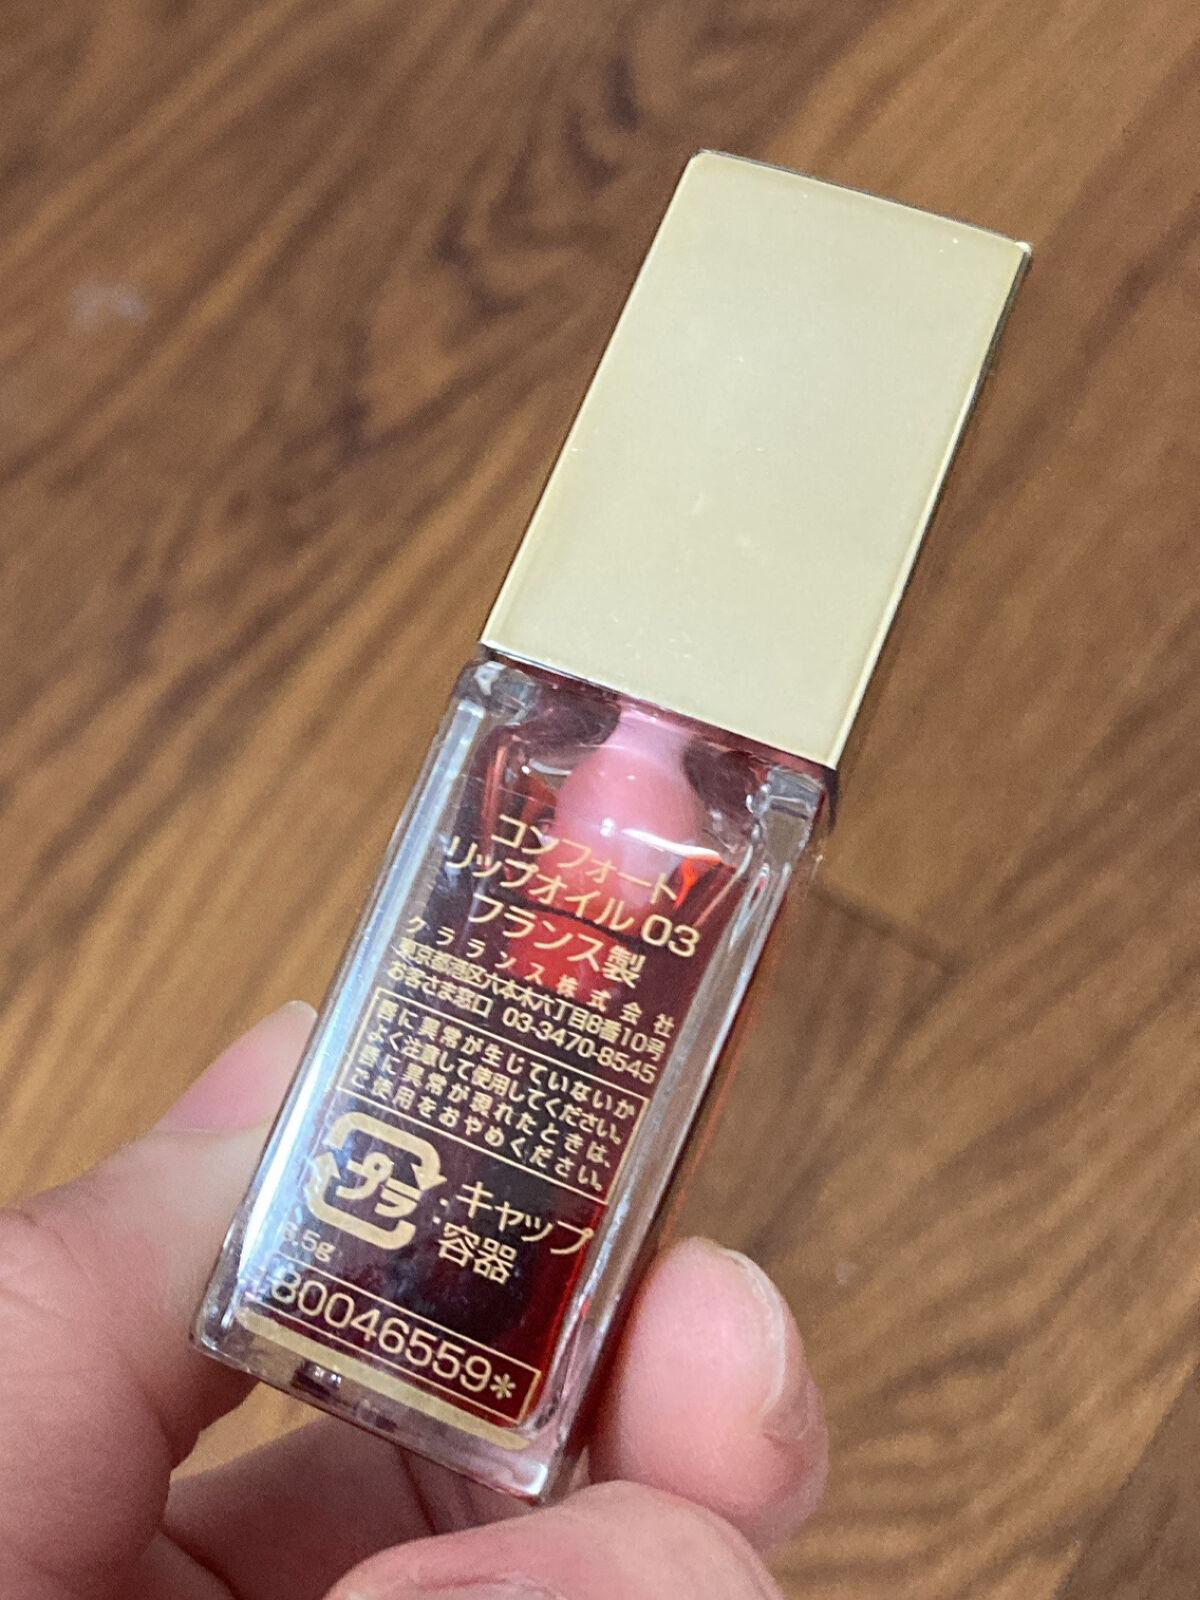 コンフォート
リップオイル 03
フランス製
クラランス株式会社
東京都港区六本木六丁目8番10号
お客さま窓口 03-3470-8545
唇に異常が生じていないか
よく注意して使用してください。
唇に異常が現れたときは、
ご使用をおやめください。
プラ :キャップ
:容器
6.5g
80046559*